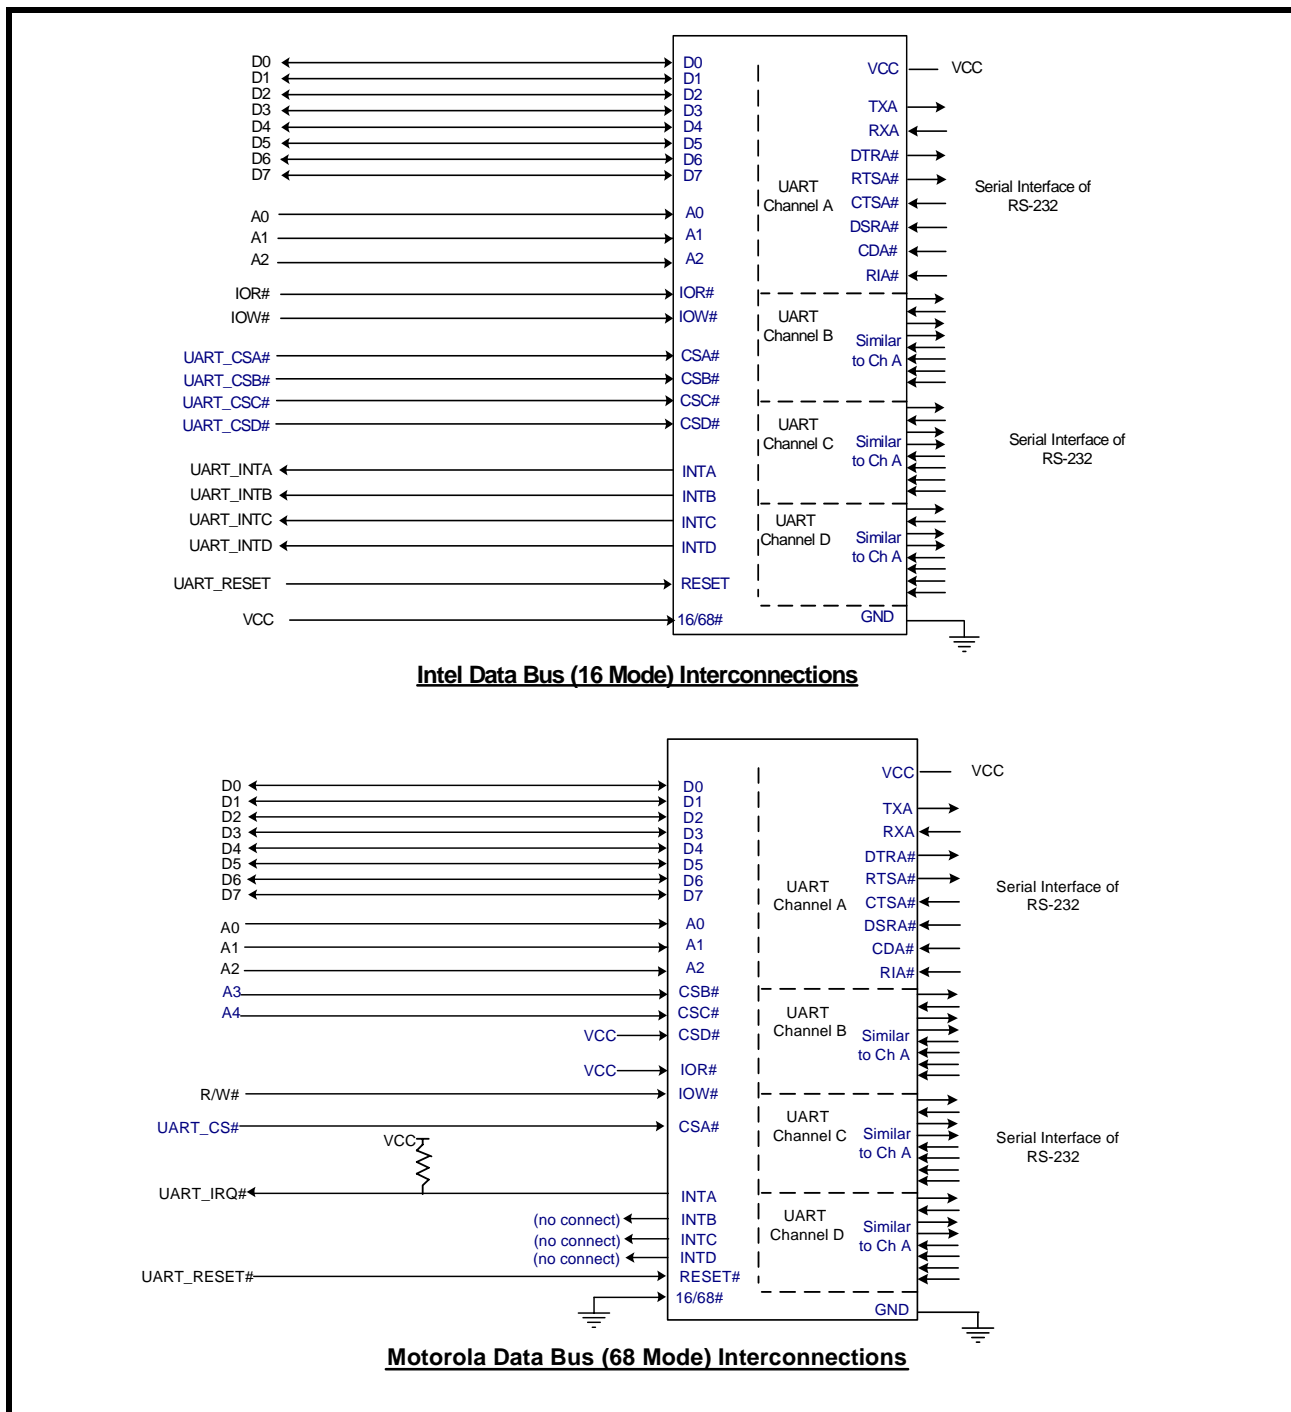 D0 D0 VCC VCC
D1 D1
D2 D2
D3 D3 TXA
D4 D4 RXA
D5 D5
D6 D6 DTRA#
D7 D7 RTSA#
UART
Channel A
Serial Interface of
RS-232
A0 A0 CTSA#
A1 A1 DSRA#
A2 A2 CDA#
RIA#
IOR# IOR#
IOW# IOW#
UART
Channel B
Similar
to Ch A
UART_CSA# CSA#
UART_CSB# CSB#
UART_CSC# CSC#
UART_CSD# CSD#
UART
Channel C
Similar
to Ch A
Serial Interface of
RS-232
UART_INTA INTA
UART_INTB INTB
UART_INTC INTC
UART_INTD INTD
UART
Channel D
Similar
to Ch A
UART_RESET RESET
VCC 16/68# GND
Intel Data Bus (16 Mode) Interconnections
VCC VCC
D0 D0
D1 D1
D2 D2 TXA
D3 D3 RXA
D4 D4
D5 D5 DTRA#
D6 D6 RTSA#
D7 D7
UART
Channel A
Serial Interface of
RS-232
CTSA#
A0 A0 DSRA#
A1 A1 CDA#
A2 A2 RIA#
A3 CSB#
A4 CSC#
VCC CSD#
UART
Channel B
Similar
to Ch A
VCC IOR#
R/W# IOW#
UART_CS# CSA#
UART
Channel C
Similar
to Ch A
Serial Interface of
RS-232
VCC
UART_IRQ# INTA
(no connect) INTB
(no connect) INTC
(no connect) INTD
UART
Channel D
Similar
to Ch A
UART_RESET# RESET#
16/68#
GND
Motorola Data Bus (68 Mode) Interconnections